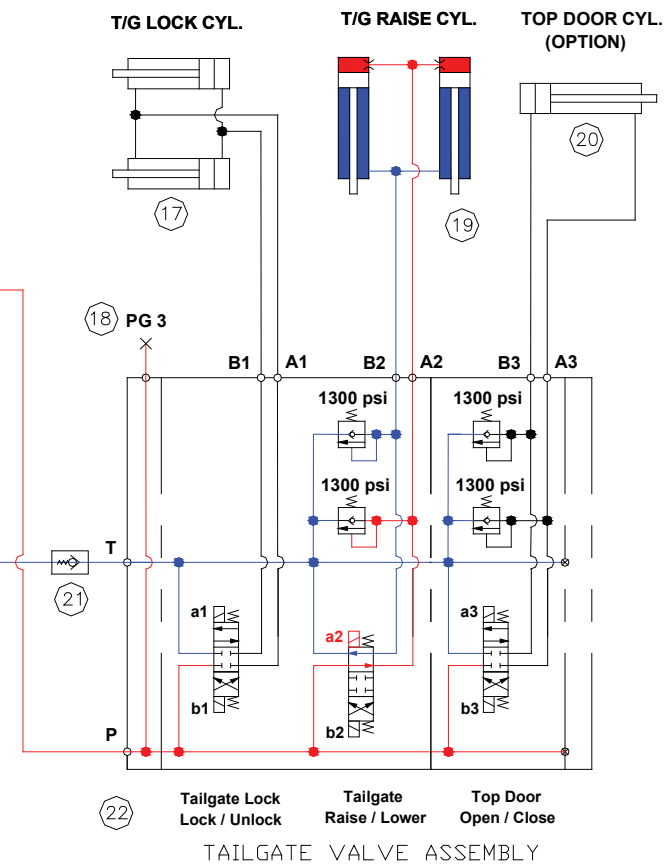 T/G LOCK CYL.
T/G RAISE CYL.
TOP DOOR CYL.
(OPTION)
20
17
19
18 PG 3
B1 A1 B2 A2 B3 A3
1300 psi 1300 psi
1300 psi 1300 psi
T
21
a1 a2 a3
b1 b2 b3
P
22
Tailgate Lock
Lock / Unlock
Tailgate
Raise / Lower
Top Door
Open / Close
TAILGATE VALVE ASSEMBLY